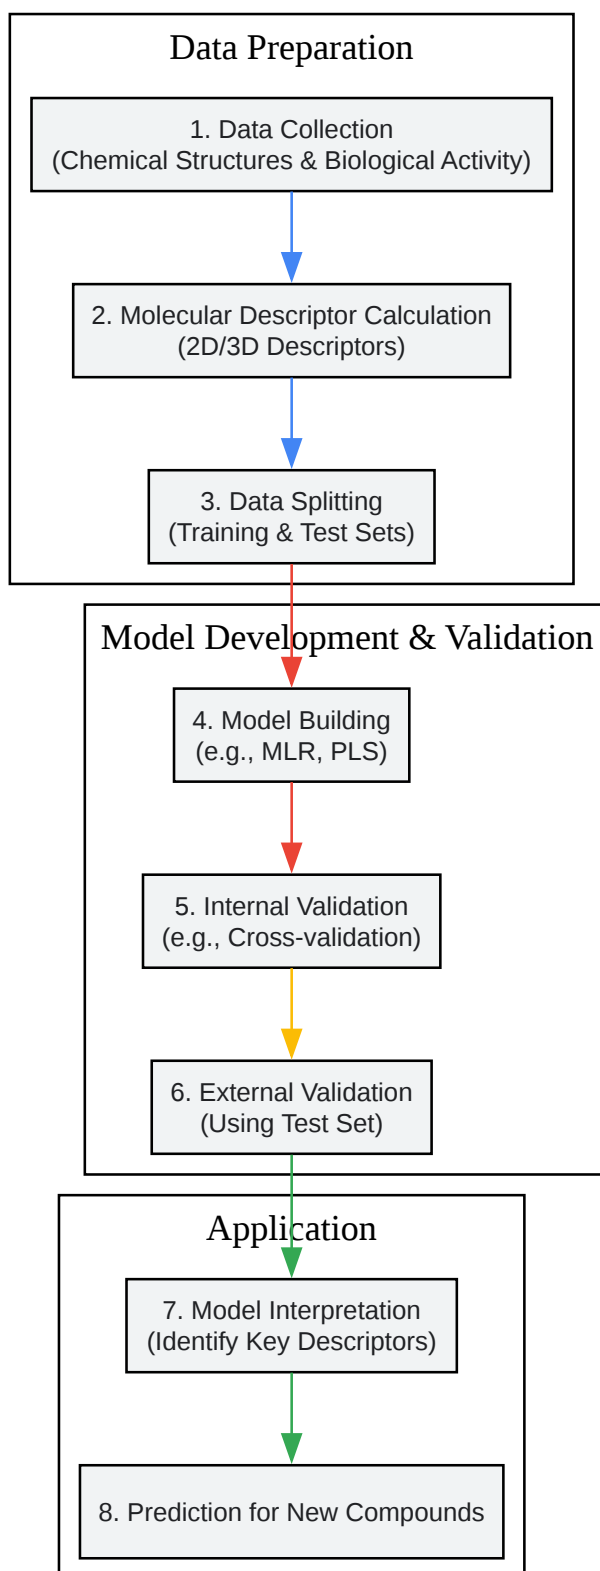 Data Preparation
1. Data Collection
(Chemical Structures & Biological Activity)
2. Molecular Descriptor Calculation
(2D/3D Descriptors)
3. Data Splitting
(Training & Test Sets)
Model Development & Validation
4. Model Building
(e.g., MLR, PLS)
5. Internal Validation
(e.g., Cross-validation)
6. External Validation
(Using Test Set)
Application
7. Model Interpretation
(Identify Key Descriptors)
8. Prediction for New Compounds